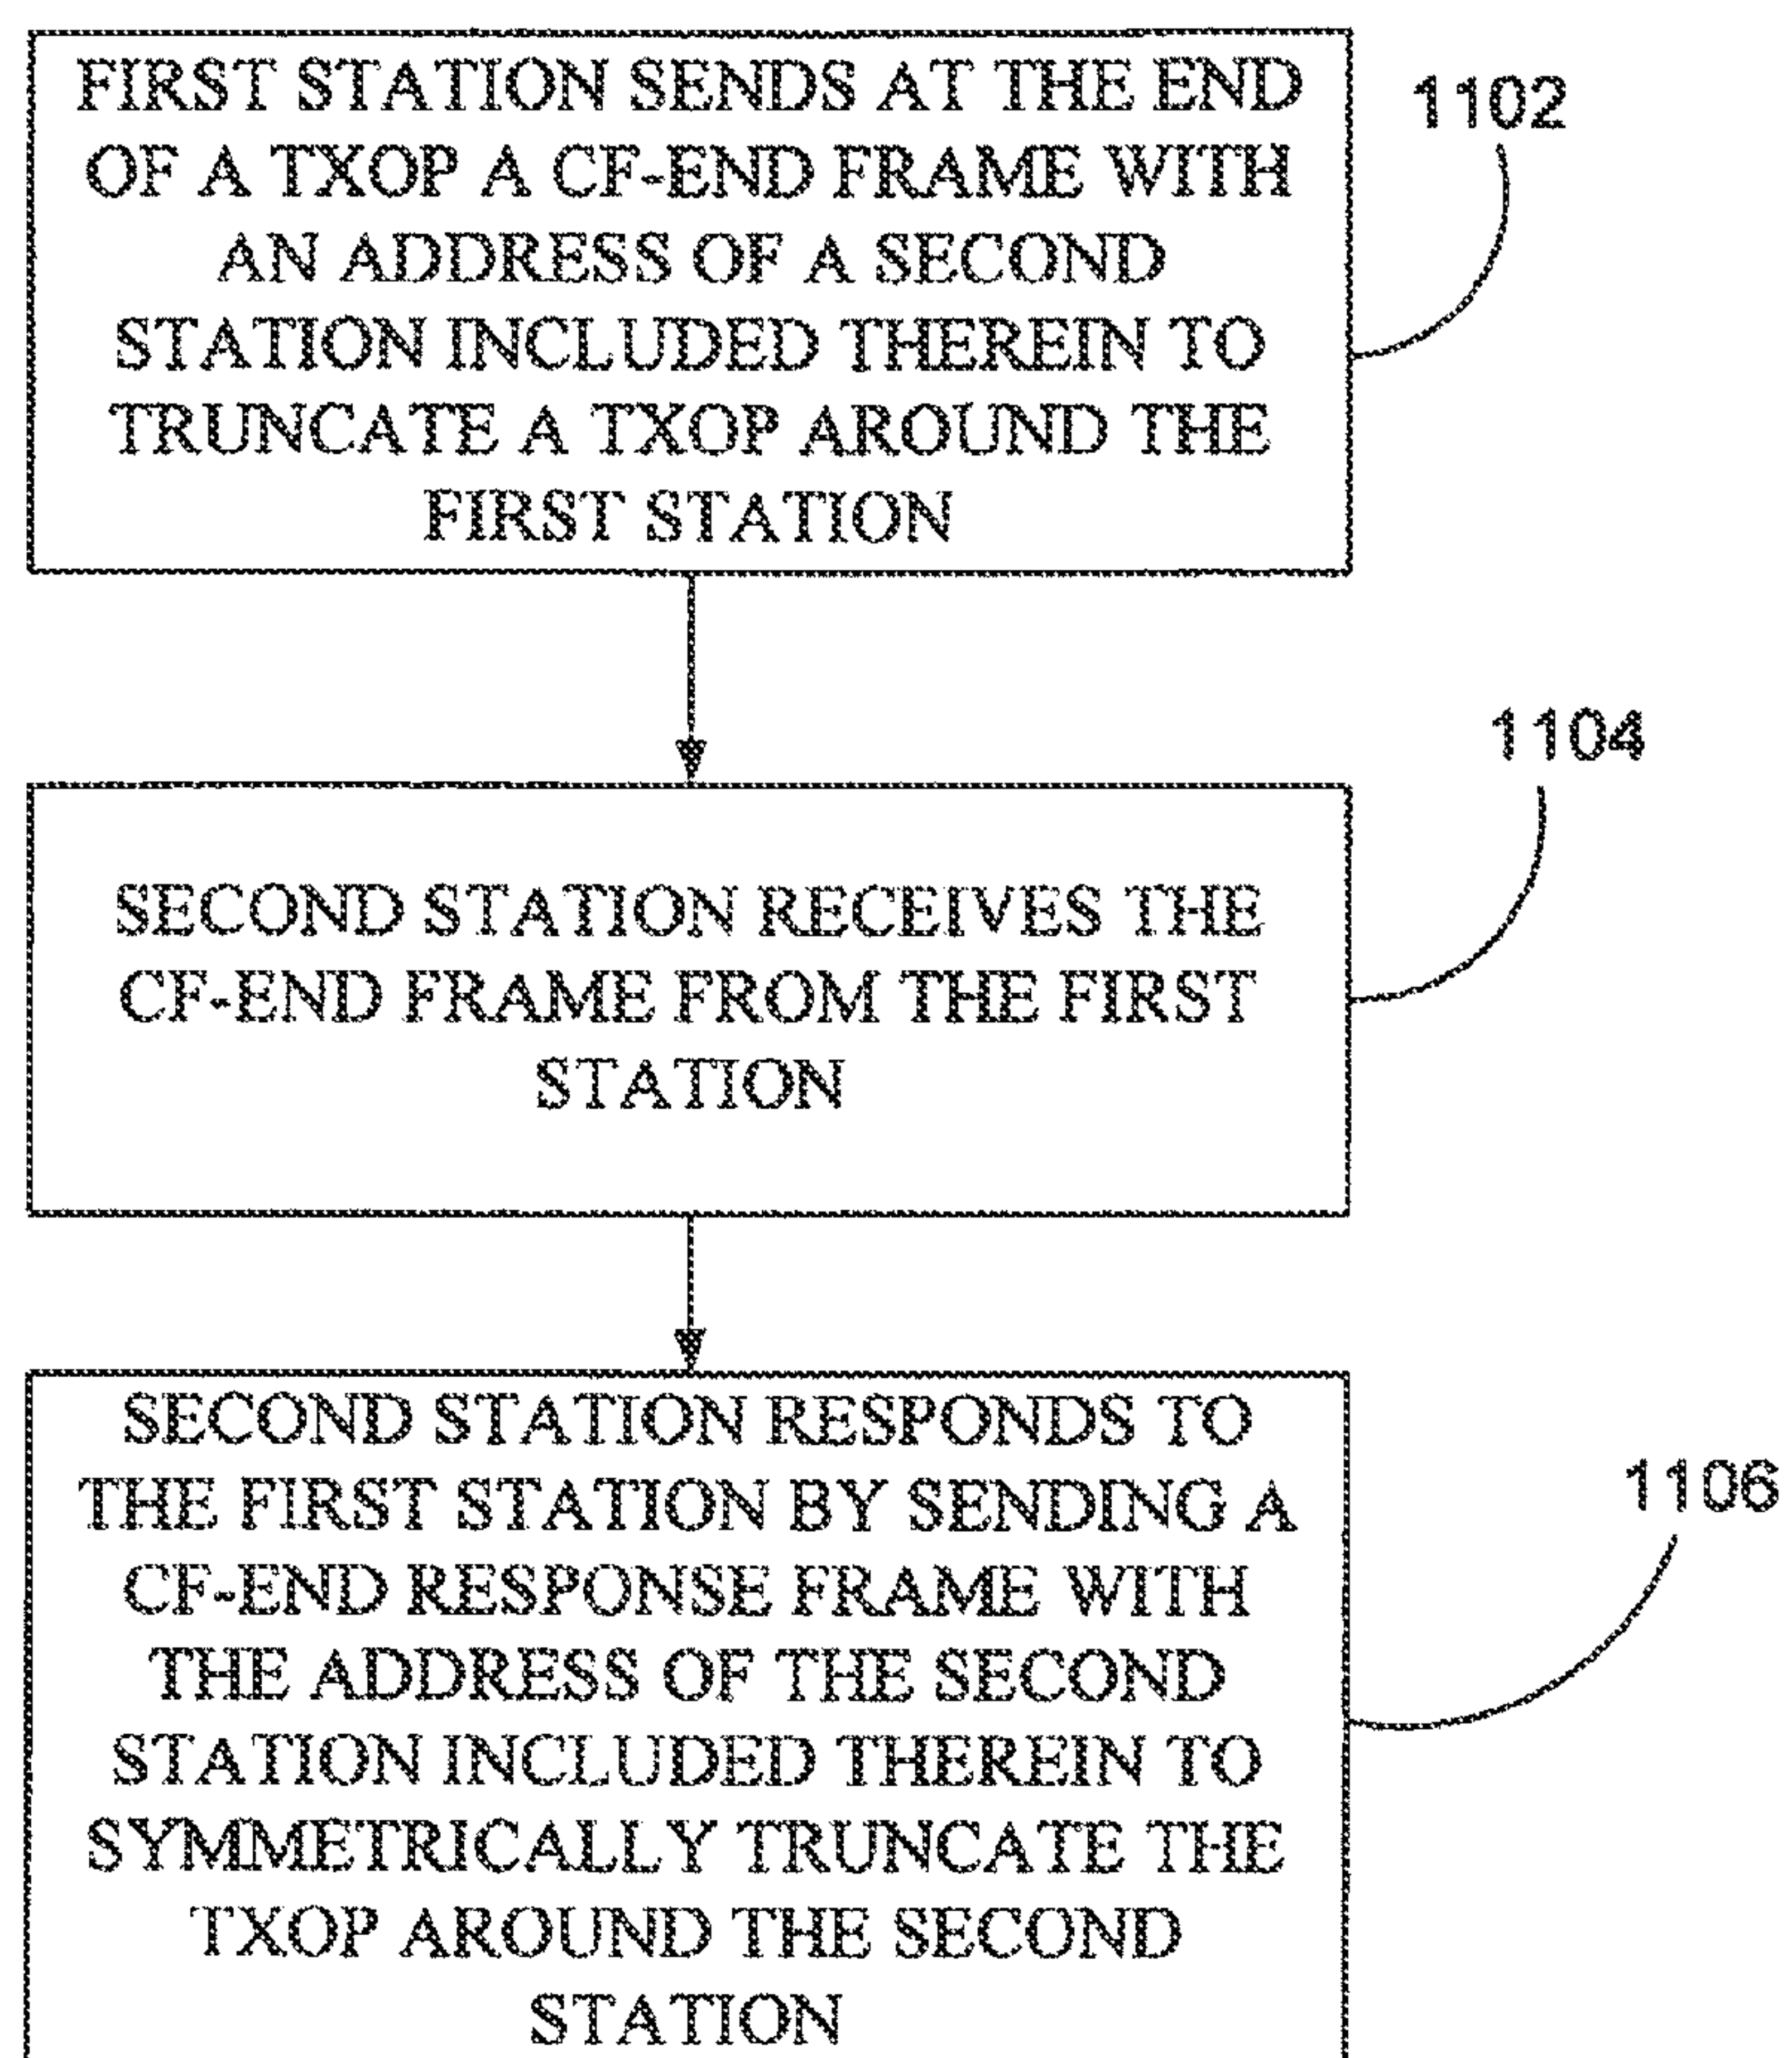 FIRST STATION SENDS AT THE END
OF A TXOP A CF-END FRAME WITH
AN ADDRESS OF A SECOND
STATION INCLUDED THEREIN TO
TRUNCATE A TXOP AROUND THE
FIRST STATION
1102
1104
SECOND STATION RECEIVES THE
CF-END FRAME FROM THE FIRST
STATION
SECOND STATION RESPONDS TO
THE FIRST STATION BY SENDING A
CF-END RESPONSE FRAME WITH
THE ADDRESS OF THE SECOND
STATION INCLUDED THEREIN TO
SYMMETRICALLY TRUNCATE THE
TXOP AROUND THE SECOND
STATION
1106